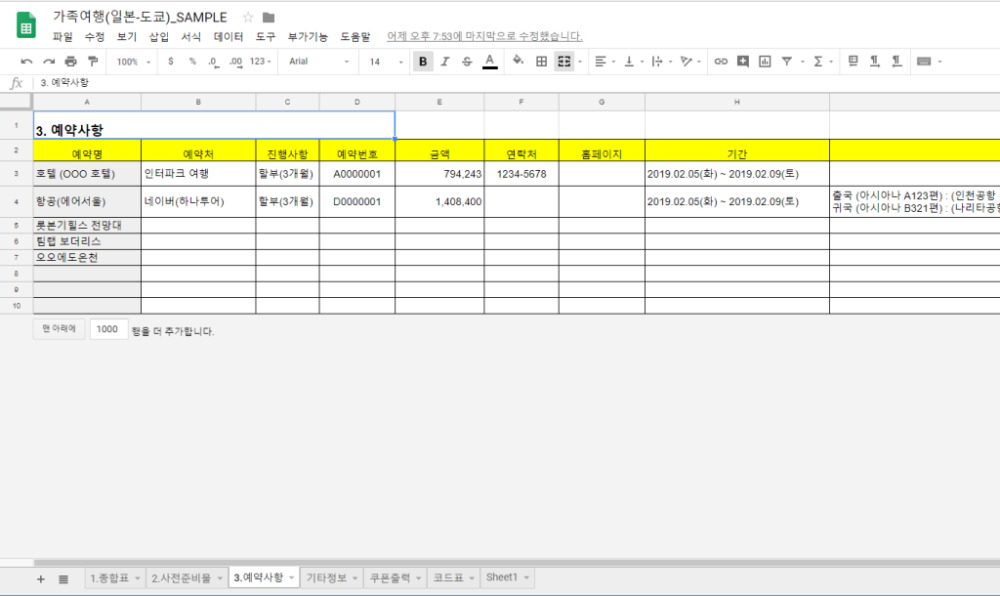 가족여행(일본-도쿄)_SAMPLE
파일 수정 보기 삽입 서식 데이터 도구 부가기능 도움말 어제 오후 7:53에 마지막으로 수정했습니다.
100% $ % .0 .00 123 Arial 14 B I S A
fx 3. 예약사항
A B C D E F G H
1 3. 예약사항
2 예약명 예약처 진행사항 예약번호 금액 연락처 홈페이지 기간
3 호텔 (OOO 호텔) 인터파크 여행 할부(3개월) A0000001 794,243 1234-5678 2019.02.05(화) ~ 2019.02.09(토)
4 항공(에어서울) 네이버(하나투어) 할부(3개월) D0000001 1,408,400 2019.02.05(화) ~ 2019.02.09(토) 출국 (아시아나 A123편) : (인천공항
귀국 (아시아나 B321편) : (나리타공항
5 롯본기힐스 전망대
6 팀랩 보더리스
7 오오에도온천
8
9
10
맨 아래에 1000 행을 더 추가합니다.
1.종합표 2.사전준비물 3.예약사항 기타정보 쿠폰출력 코드표 Sheet1